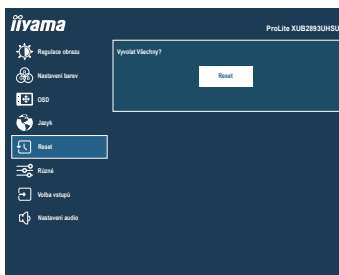 iiyama
ProLite XUB2893UHSU
Regulace obrazu
Vyvolat Všechny?
Nastavení barev
Reset
OSD
Jazyk
Reset
Různé
Volba vstupů
Nastavení audio